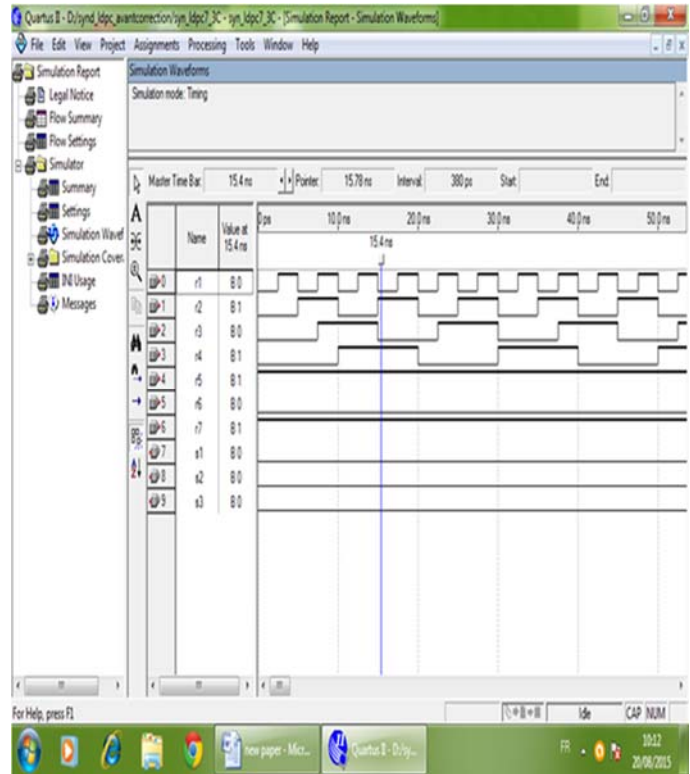 Quartus II - D:/synd_ldpc_avantcorrection/syn_ldpc7_3C - syn_ldpc7_3C - [Simulation Report - Simulation Waveforms]
File Edit View Project Assignments Processing Tools Window Help
Simulation Report
Legal Notice
Flow Summary
Flow Settings
Simulator
Summary
Settings
Simulation Wavef
Simulation Cover
INI Usage
Messages
Simulation Waveforms
Simulation mode: Timing
Master Time Bar: 15.4 ns Pointer: 15.78 ns Interval: 380 ps Start: End:
Name
Value at
15.4 ns
0 ps 10.0 ns 20.0 ns 30.0 ns 40.0 ns 50.0 ns
15.4 ns
0 r1 B 0
1 r2 B 1
2 r3 B 0
3 r4 B 1
4 r5 B 1
5 r6 B 0
6 r7 B 1
7 s1 B 0
8 s2 B 0
9 s3 B 0
For Help, press F1
Idle
CAP NUM
new paper - Micr...
Quartus II - D:/sy...
FR
10:12
20/08/2015